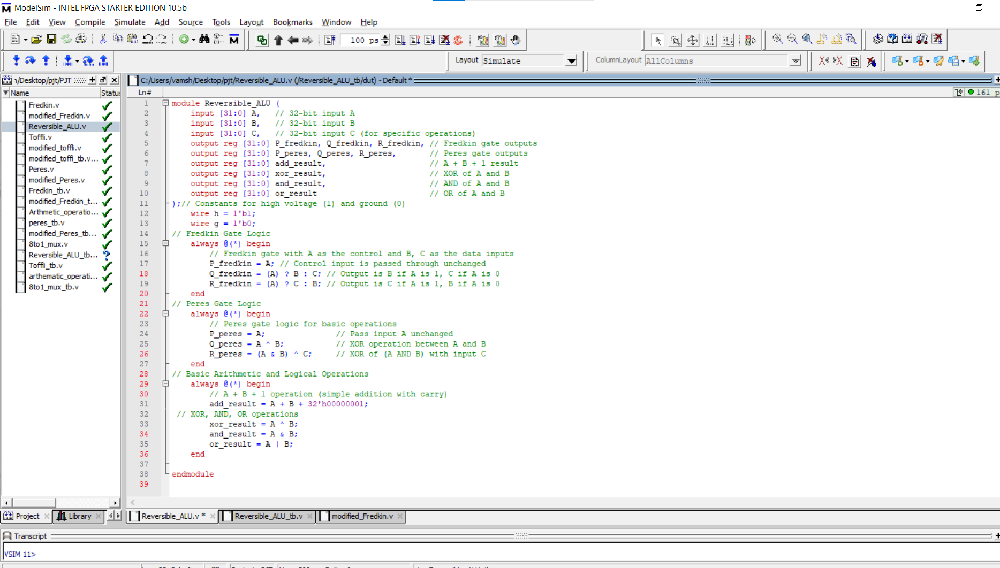 ModelSim - INTEL FPGA STARTER EDITION 10.5b
File Edit View Compile Simulate Add Source Tools Layout Bookmarks Window Help
100 ps
Layout Simulate
ColumnLayout AllColumns
/Desktop/pjt/PJT
C:/Users/vamsh/Desktop/pjt/Reversible_ALU.v (/Reversible_ALU_tb/dut) - Default *
Name Statu
Fredkin.v
modified_Fredkin.v
Reversible_ALU.v
Toffli.v
modified_toffli.v
modified_toffi_tb.v...
Peres.v
modified_Peres.v
Fredkin_tb.v
modified_Fredkin_t...
Arthmetic_operatio...
peres_tb.v
modified_Peres_tb...
8to1_mux.v
Reversible_ALU_tb... ?
Toffli_tb.v
arthematic_operati...
8to1_mux_tb.v
Ln#
161 p
1 module Reversible_ALU (
2 input [31:0] A, // 32-bit input A
3 input [31:0] B, // 32-bit input B
4 input [31:0] C, // 32-bit input C (for specific operations)
5 output reg [31:0] P_fredkin, Q_fredkin, R_fredkin, // Fredkin gate outputs
6 output reg [31:0] P_peres, Q_peres, R_peres, // Peres gate outputs
7 output reg [31:0] add_result, // A + B + 1 result
8 output reg [31:0] xor_result, // XOR of A and B
9 output reg [31:0] and_result, // AND of A and B
10 output reg [31:0] or_result // OR of A and B
11 );// Constants for high voltage (1) and ground (0)
12 wire h = 1'b1;
13 wire g = 1'b0;
14 // Fredkin Gate Logic
15 always @(*) begin
16 // Fredkin gate with A as the control and B, C as the data inputs
17 P_fredkin = A; // Control input is passed through unchanged
18 Q_fredkin = (A) ? B : C; // Output is B if A is 1, C if A is 0
19 R_fredkin = (A) ? C : B; // Output is C if A is 1, B if A is 0
20 end
21 // Peres Gate Logic
22 always @(*) begin
23 // Peres gate logic for basic operations
24 P_peres = A; // Pass input A unchanged
25 Q_peres = A ^ B; // XOR operation between A and B
26 R_peres = (A & B) ^ C; // XOR of (A AND B) with input C
27 end
28 // Basic Arithmetic and Logical Operations
29 always @(*) begin
30 // A + B + 1 operation (simple addition with carry)
31 add_result = A + B + 32'h00000001;
32 // XOR, AND, OR operations
33 xor_result = A ^ B;
34 and_result = A & B;
35 or_result = A | B;
36 end
37
38 endmodule
39
Project Library
Reversible_ALU.v * Reversible_ALU_tb.v modified_Fredkin.v
Transcript
VSIM 11>